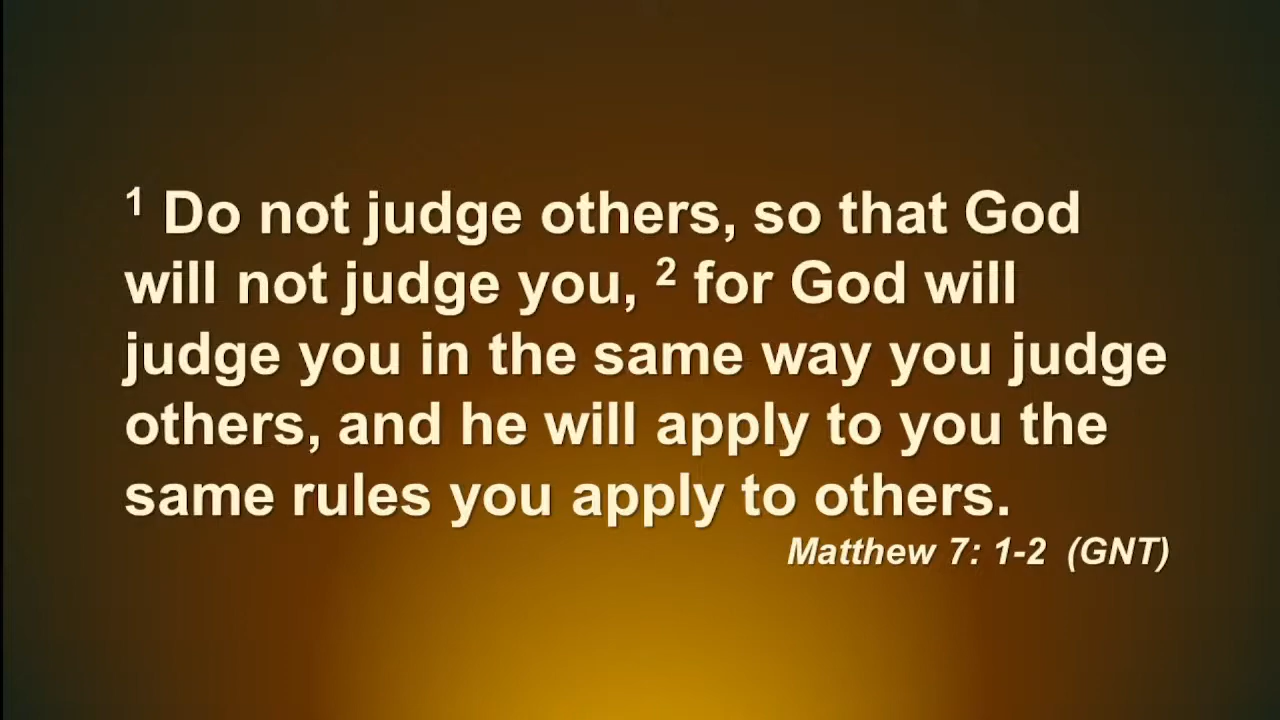 ¹ Do not judge others, so that God
will not judge you, ² for God will
judge you in the same way you judge
others, and he will apply to you the
same rules you apply to others.
Matthew 7: 1-2 (GNT)